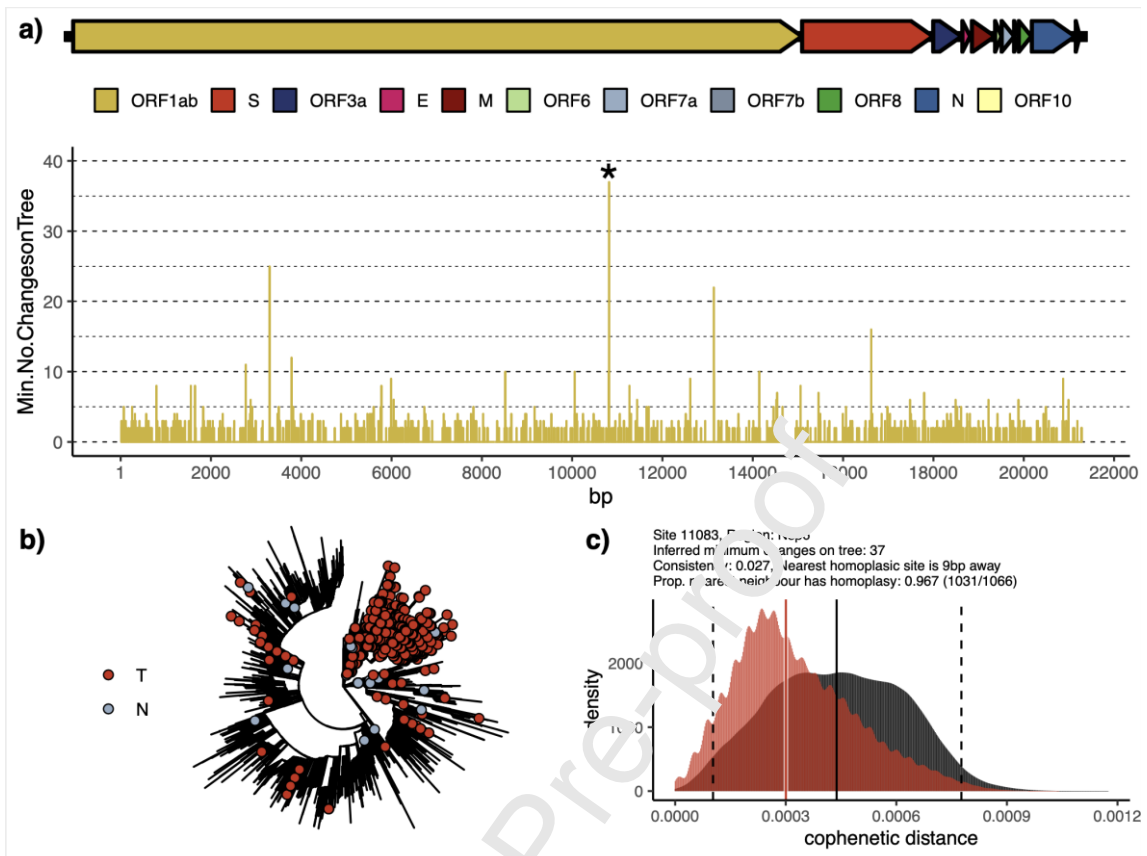 a)
ORF1ab S ORF3a E M ORF6 ORF7a ORF7b ORF8 N ORF10
*
Min.No.ChangesonTree
40
30
20
10
0
1 2000 4000 6000 8000 10000 12000 14000 16000 18000 20000 22000
bp
b)
T
N
c)
Site 11083, Region:
Inferred minimum changes on tree: 37
Consistency: 0.027, Nearest homoplasic site is 9bp away
Prop. nearest neighbour has homoplasy: 0.967 (1031/1066)
density
2000
0
0.0000 0.0003 0.0006 0.0009 0.0012
cophenetic distance
Pre-proof